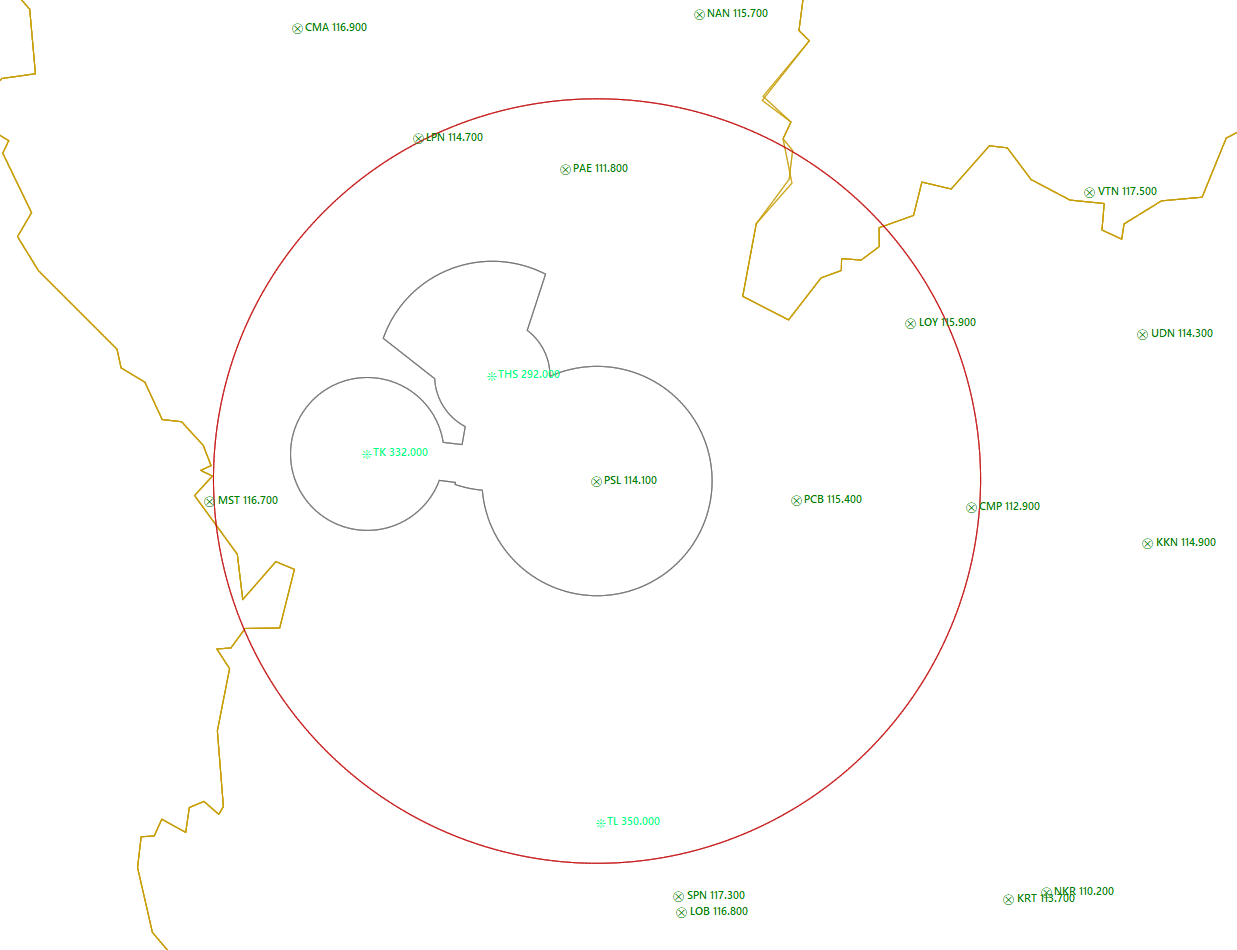 NAN 115.700
CMA 116.900
LPN 114.700
PAE 111.800
VTN 117.500
LOY 115.900
UDN 114.300
THS 292.000
TK 332.000
PSL 114.100
MST 116.700
PCB 115.400
CMP 112.900
KKN 114.900
TL 350.000
NKR 110.200
SPN 117.300
KRT 113.700
LOB 116.800